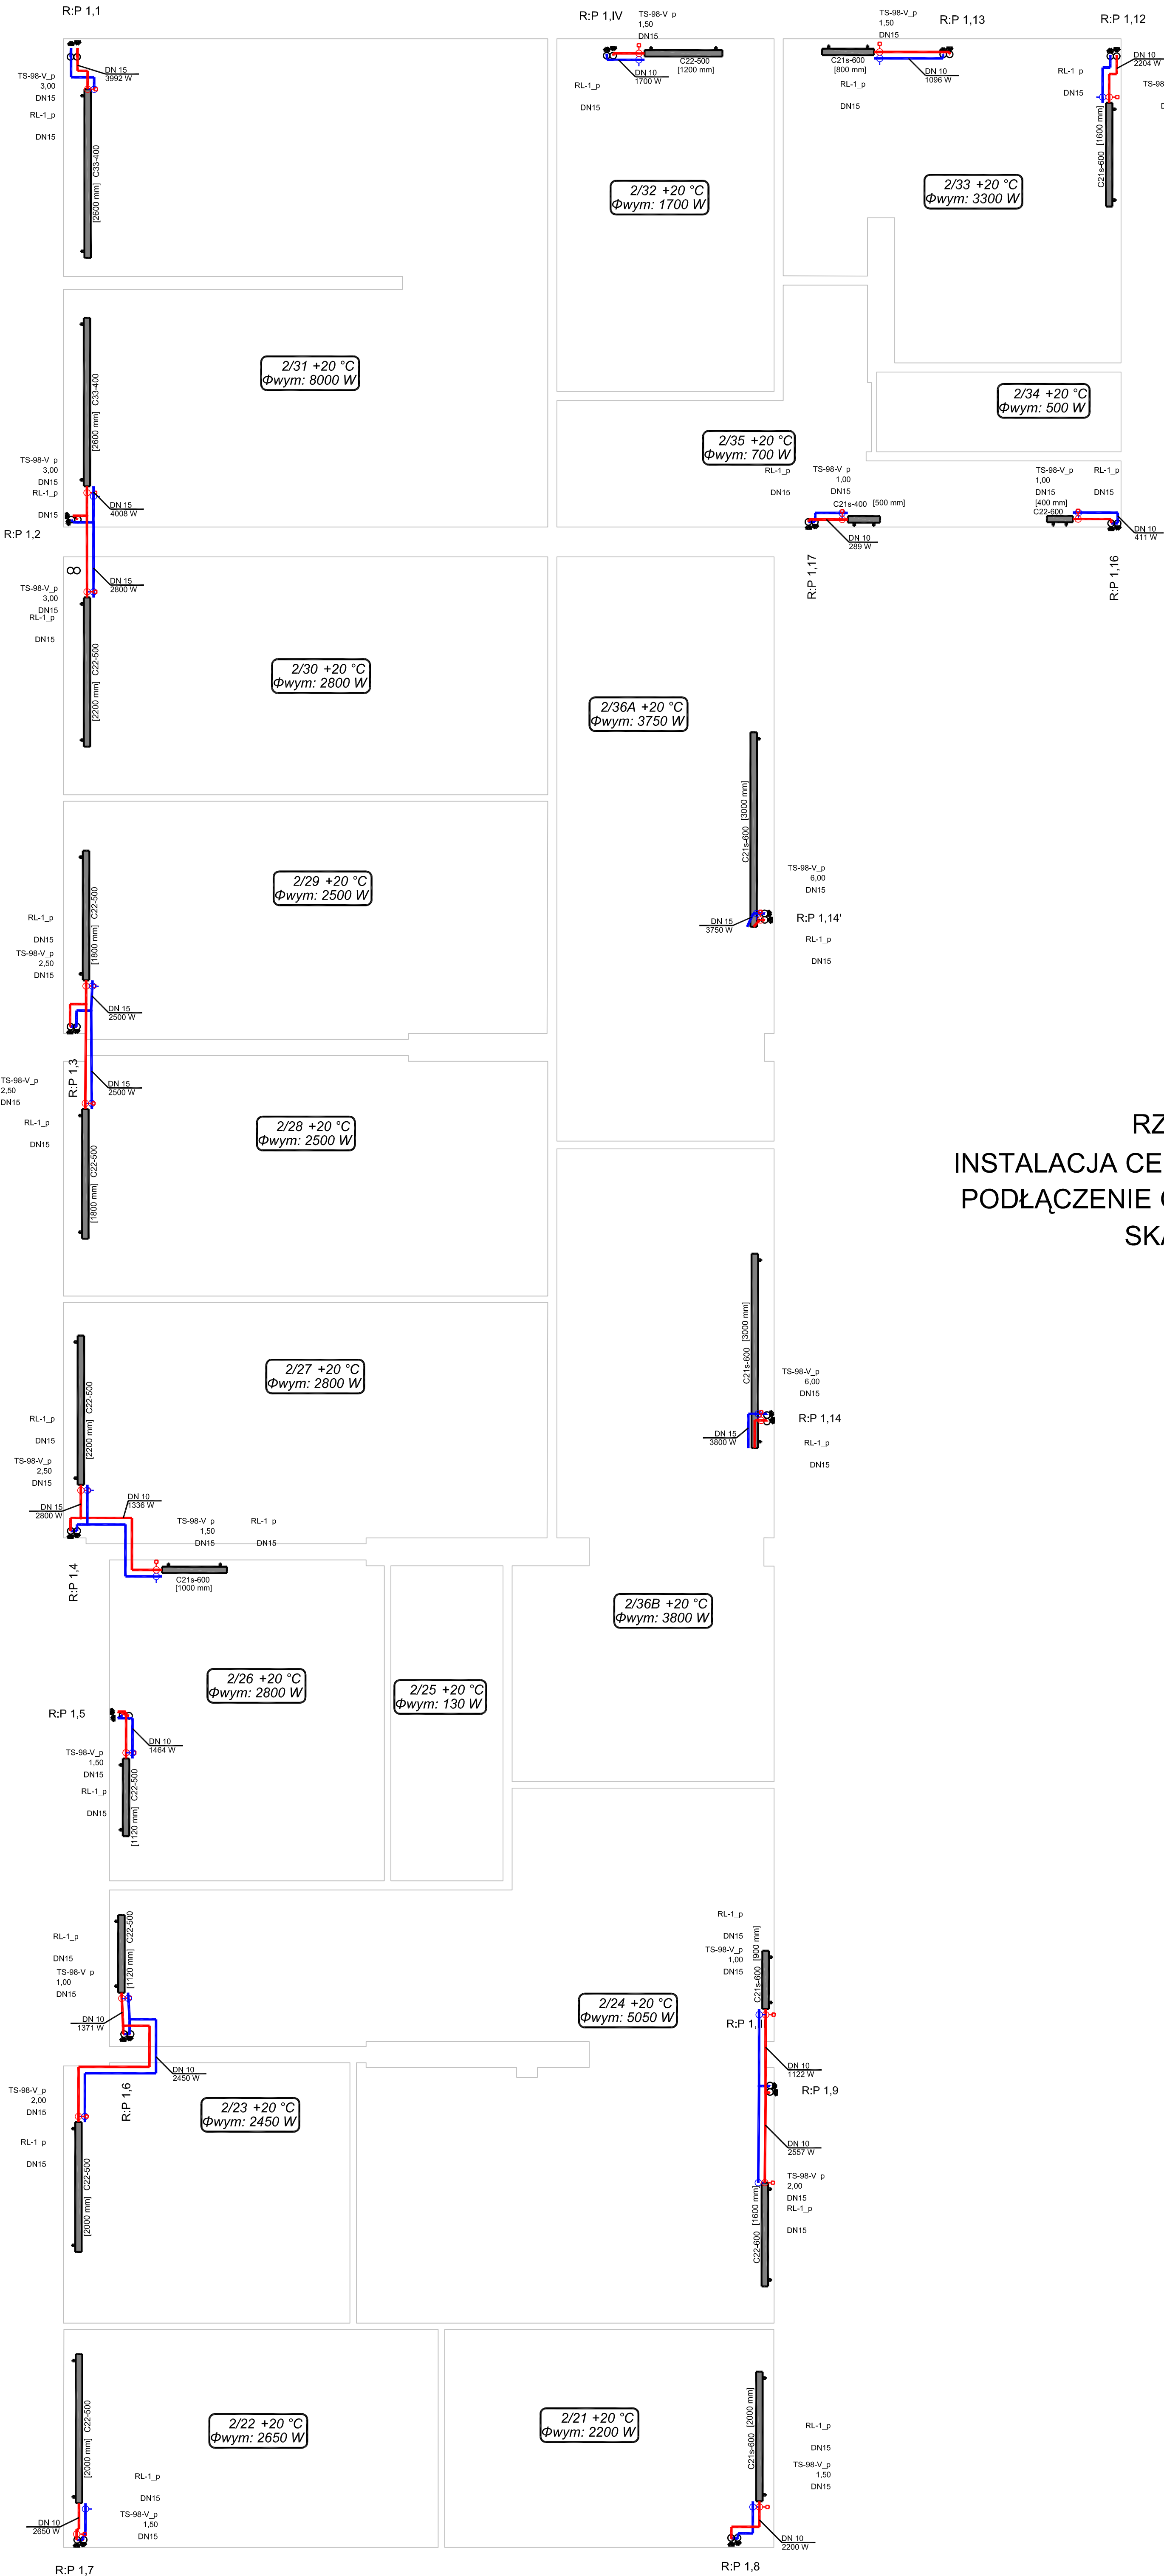 R:P 1,1
R:P 1,IV
TS-98-V_p
1,50
DN15
TS-98-V_p
1,50
DN15
R:P 1,13
R:P 1,12
DN 15
3992 W
TS-98-V_p
3,00
DN15
RL-1_p
DN15
[2600 mm] C33-400
C22-500
[1200 mm]
DN 10
1700 W
RL-1_p
DN15
C21s-600
[800 mm]
DN 10
1096 W
RL-1_p
DN15
DN 10
2204 W
RL-1_p
DN15
TS-98
C21s-600 [1600 mm]
2/32 +20 °C
Φwym: 1700 W
2/33 +20 °C
Φwym: 3300 W
2/31 +20 °C
Φwym: 8000 W
[2600 mm] C33-400
2/34 +20 °C
Φwym: 500 W
2/35 +20 °C
Φwym: 700 W
TS-98-V_p
3,00
DN15
RL-1_p
DN15
DN 15
4008 W
R:P 1,2
RL-1_p
DN15
TS-98-V_p
1,00
DN15
C21s-400 [500 mm]
DN 10
289 W
R:P 1,17
TS-98-V_p
1,00
DN15
[400 mm]
C22-600
RL-1_p
DN15
DN 10
411 W
R:P 1,16
8
DN 15
2800 W
TS-98-V_p
3,00
DN15
RL-1_p
DN15
[2200 mm] C22-500
2/30 +20 °C
Φwym: 2800 W
2/36A +20 °C
Φwym: 3750 W
C21s-600 [3000 mm]
TS-98-V_p
6,00
DN15
DN 15
3750 W
R:P 1,14'
RL-1_p
DN15
2/29 +20 °C
Φwym: 2500 W
[1800 mm] C22-500
RL-1_p
DN15
TS-98-V_p
2,50
DN15
DN 15
2500 W
R:P 1,3
DN 15
2500 W
TS-98-V_p
2,50
DN15
RL-1_p
DN15
[1800 mm] C22-500
2/28 +20 °C
Φwym: 2500 W
RZ
INSTALACJA CE
PODŁĄCZENIE
SKA
2/27 +20 °C
Φwym: 2800 W
[2200 mm] C22-500
RL-1_p
DN15
TS-98-V_p
2,50
DN15
DN 15
2800 W
DN 10
1336 W
R:P 1,4
TS-98-V_p
1,50
DN15
RL-1_p
DN15
C21s-600
[1000 mm]
C21s-600 [3000 mm]
TS-98-V_p
6,00
DN15
R:P 1,14
DN 15
3800 W
RL-1_p
DN15
2/36B +20 °C
Φwym: 3800 W
2/26 +20 °C
Φwym: 2800 W
2/25 +20 °C
Φwym: 130 W
R:P 1,5
DN 10
1464 W
TS-98-V_p
1,50
DN15
RL-1_p
DN15
[1120 mm] C22-500
[1120 mm] C22-500
RL-1_p
DN15
TS-98-V_p
1,00
DN15
DN 10
1371 W
DN 10
2450 W
R:P 1,6
2/24 +20 °C
Φwym: 5050 W
RL-1_p
DN15
TS-98-V_p
1,00
DN15
C21s-600 [900 mm]
R:P 1,II
DN 10
1122 W
R:P 1,9
DN 10
2557 W
TS-98-V_p
2,00
DN15
RL-1_p
DN15
C22-600 [1600 mm]
TS-98-V_p
2,00
DN15
RL-1_p
DN15
[2000 mm] C22-500
2/23 +20 °C
Φwym: 2450 W
2/22 +20 °C
Φwym: 2650 W
[2000 mm] C22-500
RL-1_p
DN15
TS-98-V_p
1,50
DN15
DN 10
2650 W
R:P 1,7
2/21 +20 °C
Φwym: 2200 W
C21s-600 [2000 mm]
RL-1_p
DN15
TS-98-V_p
1,50
DN15
DN 10
2200 W
R:P 1,8